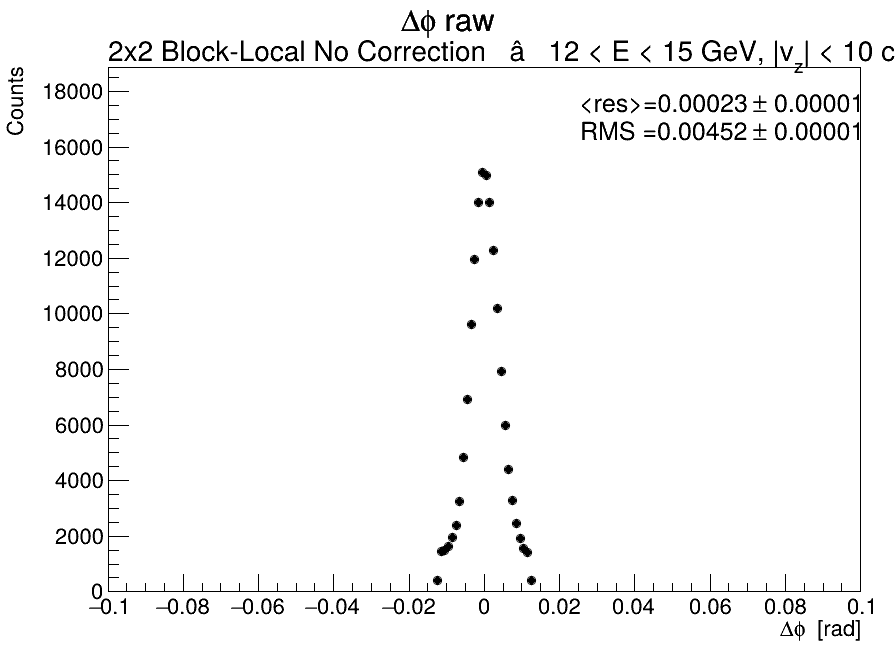 Δϕ raw
2x2 Block-Local No Correction â 12 < E < 15 GeV, |v_z| < 10 c
Counts
<res>=0.00023 ± 0.00001
RMS =0.00452 ± 0.00001
18000
16000
14000
12000
10000
8000
6000
4000
2000
0
−0.1 −0.08 −0.06 −0.04 −0.02 0 0.02 0.04 0.06 0.08 0.1
Δϕ [rad]